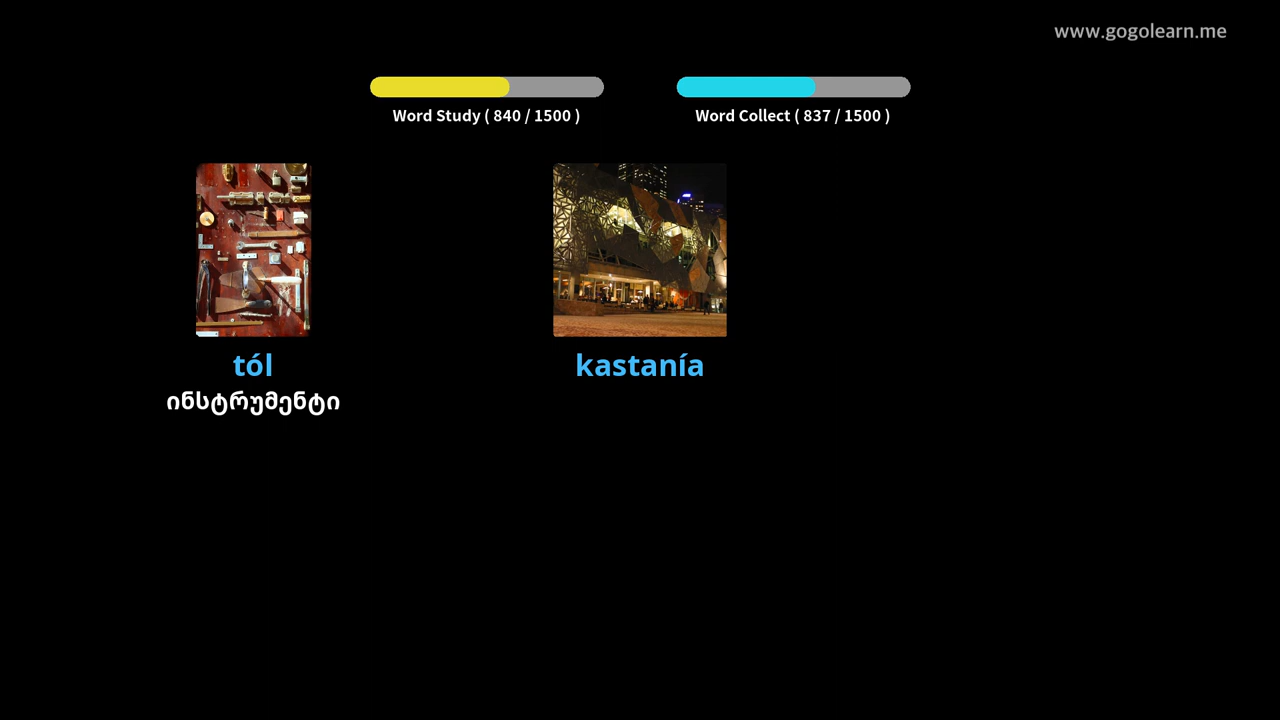 www.gogolearn.me
Word Study ( 840 / 1500 )
Word Collect ( 837 / 1500 )
tól
kastanía
ინსტრუმენტი